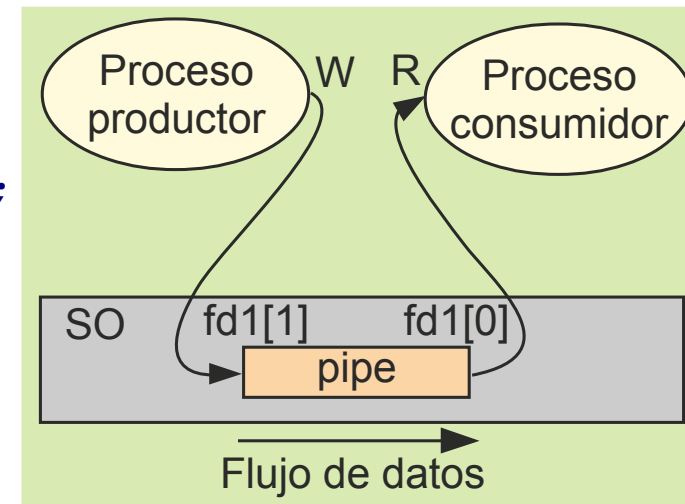 Proceso
productor
W
R
Proceso
consumidor
;
SO
fd1[1]
fd1[0]
pipe
Flujo de datos